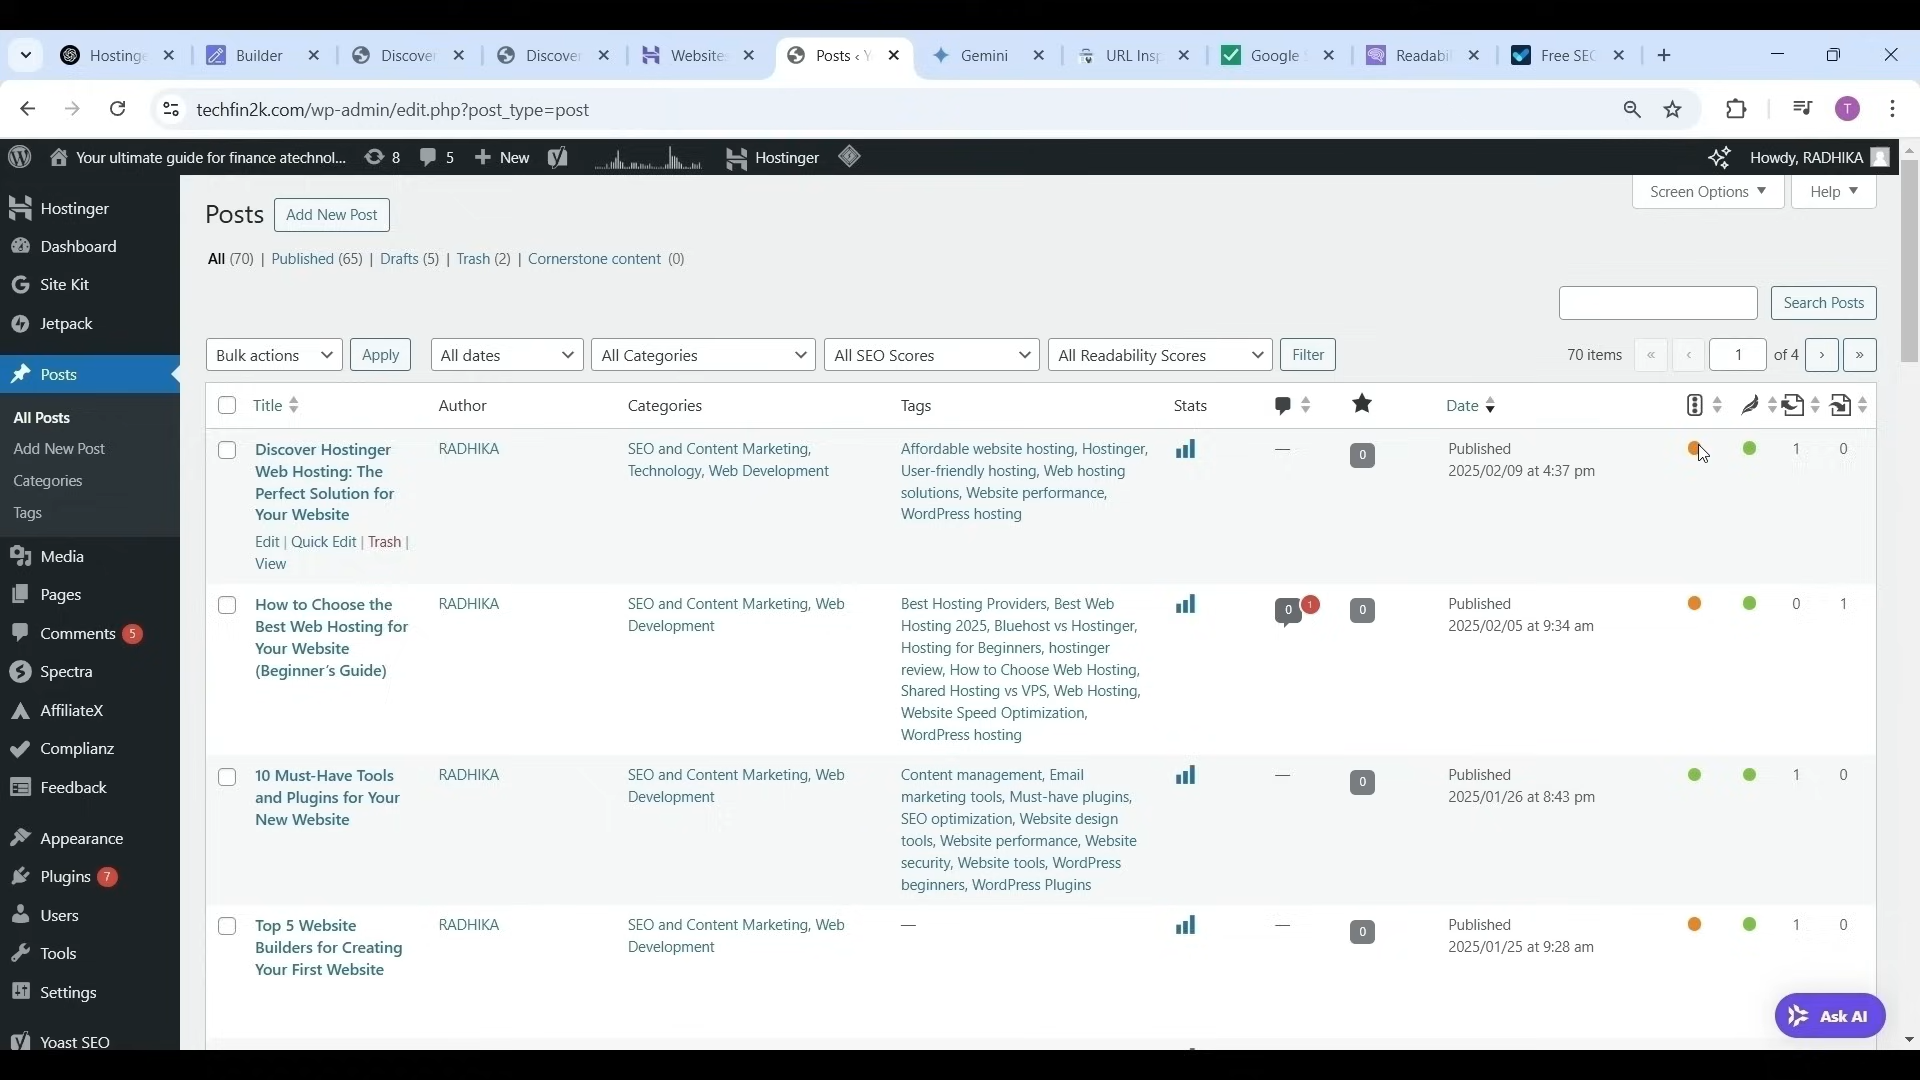 Hosting
Builder
Discover
Discover
Website
Posts ‹ Y
Gemini
URL Insp
Google
Readabi
Free SEO
techfin2k.com/wp-admin/edit.php?post_type=post
T
Your ultimate guide for finance atechnol... 8 5 New Hostinger Howdy, RADHIKA
Screen Options Help
Hostinger
Dashboard
Site Kit
Jetpack
Posts
All Posts
Add New Post
Categories
Tags
Media
Pages
Comments 5
Spectra
AffiliateX
Complianz
Feedback
Appearance
Plugins 7
Users
Tools
Settings
Yoast SEO
Posts Add New Post
All (70) | Published (65) | Drafts (5) | Trash (2) | Cornerstone content (0)
Search Posts
Bulk actions Apply All dates All Categories All SEO Scores All Readability Scores Filter 70 items « ‹ 1 of 4 › »
Title Author Categories Tags Stats Date
Discover Hostinger
Web Hosting: The
Perfect Solution for
Your Website
Edit | Quick Edit | Trash |
View
RADHIKA
SEO and Content Marketing,
Technology, Web Development
Affordable website hosting, Hostinger,
User-friendly hosting, Web hosting
solutions, Website performance,
WordPress hosting
—
0
Published
2025/02/09 at 4:37 pm
1 0
How to Choose the
Best Web Hosting for
Your Website
(Beginner's Guide)
RADHIKA
SEO and Content Marketing, Web
Development
Best Hosting Providers, Best Web
Hosting 2025, Bluehost vs Hostinger,
Hosting for Beginners, hostinger
review, How to Choose Web Hosting,
Shared Hosting vs VPS, Web Hosting,
Website Speed Optimization,
WordPress hosting
0 1
0
Published
2025/02/05 at 9:34 am
0 1
10 Must-Have Tools
and Plugins for Your
New Website
RADHIKA
SEO and Content Marketing, Web
Development
Content management, Email
marketing tools, Must-have plugins,
SEO optimization, Website design
tools, Website performance, Website
security, Website tools, WordPress
beginners, WordPress Plugins
—
0
Published
2025/01/26 at 8:43 pm
1 0
Top 5 Website
Builders for Creating
Your First Website
RADHIKA
SEO and Content Marketing, Web
Development
—
—
0
Published
2025/01/25 at 9:28 am
1 0
Ask AI